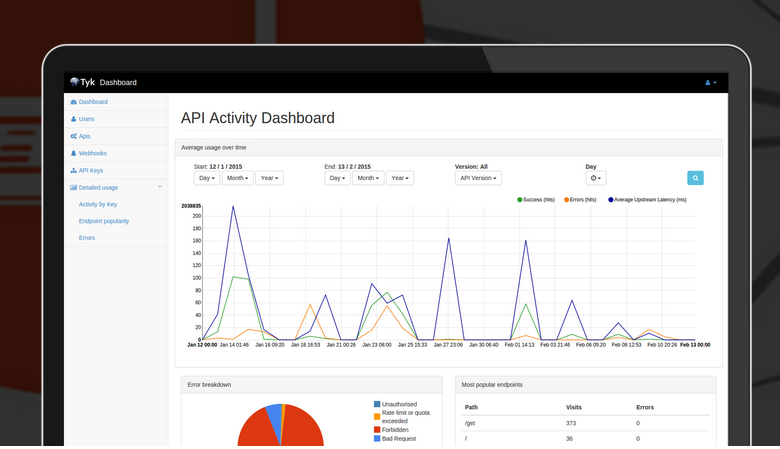 Tyk Dashboard
Dashboard
Users
Apis
Webhooks
API Keys
Detailed usage
Activity by Key
Endpoint popularity
Errors
API Activity Dashboard
Average usage over time
Start: 12 / 1 / 2015
End: 13 / 2 / 2015
Version: All
Day
Day Month Year
Day Month Year
API Version
Success (hits) Errors (hits) Average Upstream Latency (ms)
2038835
200
180
160
140
120
100
80
60
40
20
0
Jan 12 00:00 Jan 14 01:46 Jan 16 09:20 Jan 18 16:53 Jan 21 00:26 Jan 23 08:00 Jan 25 15:33 Jan 27 23:06 Jan 30 06:40 Feb 01 14:13 Feb 03 21:46 Feb 06 05:20 Feb 08 12:53 Feb 10 20:26 Feb 13 00:00
Error breakdown
Unauthorised
Rate limit or quota
exceeded
Forbidden
Bad Request
Most popular endpoints
Path Visits Errors
/get 373 0
/ 36 0